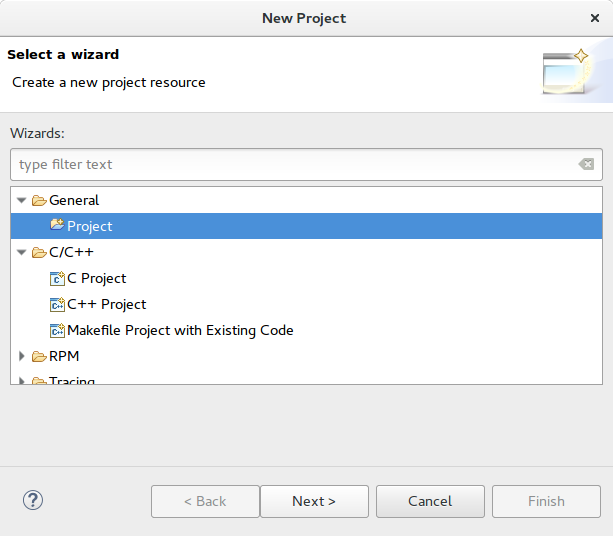 New Project
Select a wizard
Create a new project resource
Wizards:
type filter text
General
Project
C/C++
C Project
C++ Project
Makefile Project with Existing Code
RPM
Tracing
< Back
Next >
Cancel
Finish